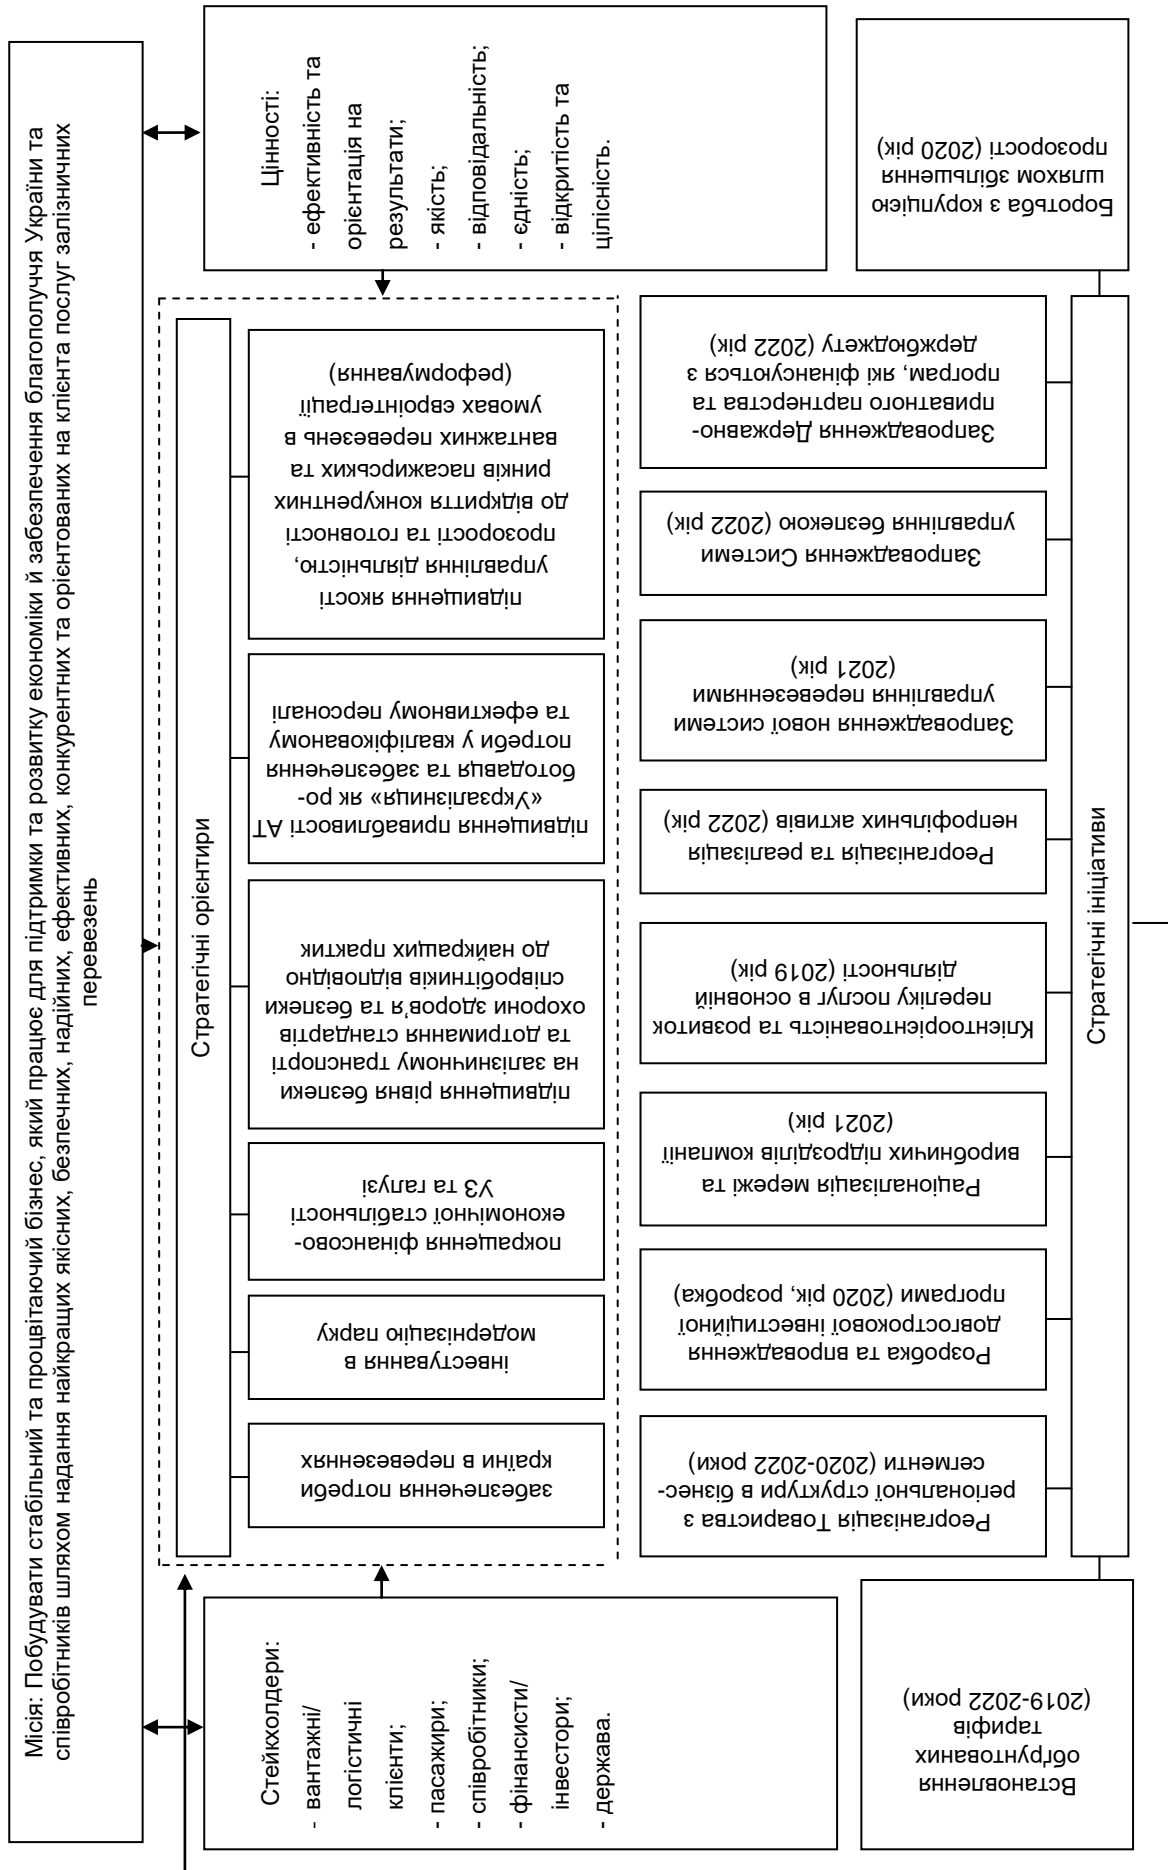 Місія: Побудувати стабільний та процвітаючий бізнес, який працює для підтримки та розвитку економіки й забезпечення благополуччя України та
співробітників шляхом надання найкращих якісних, безпечних, надійних, ефективних, конкурентних та орієнтованих на клієнта послуг залізничних
перевезень
Стейкхолдери:
- вантажні/
логістичні
клієнти;
- пасажири;
- співробітники;
- фінансисти/
інвестори;
- держава.
Стратегічні орієнтири
забезпечення потреби
країни в перевезеннях
інвестування в
модернізацію парку
покращення фінансово-
економічної стабільності
УЗ та галузі
підвищення рівня безпеки
на залізничному транспорті
та дотримання стандартів
охорони здоров'я та безпеки
співробітників відповідно
до найкращих практик
підвищення привабливості АТ
«Укрзалізниця» як ро-
ботодавця та забезпечення
потреби у кваліфікованому
та ефективному персоналі
підвищення якості
управління діяльністю,
прозорості та готовності
до відкриття конкурентних
ринків пасажирських та
вантажних перевезень в
умовах євроінтеграції
(реформування)
Цінності:
- ефективність та
орієнтація на
результати;
- якість;
- відповідальність;
- єдність;
- відкритість та
цілісність.
Встановлення
обґрунтованих
тарифів
(2019-2022 роки)
Реорганізація Товариства з
регіональної структури в бізнес-
сегменти (2020-2022 роки)
Розробка та впровадження
довгострокової інвестиційної
програми (2020 рік, розробка)
Раціоналізація мережі та
виробничих підрозділів компанії
(2021 рік)
Клієнтоорієнтованість та розвиток
переліку послуг в основній
діяльності (2019 рік)
Реорганізація та реалізація
непрофільних активів (2022 рік)
Запровадження нової системи
управління перевезеннями
(2021 рік)
Запровадження Системи
управління безпекою (2022 рік)
Запровадження Державно-
приватного партнерства та
програм, які фінансуються з
держбюджету (2022 рік)
Боротьба з корупцією
шляхом збільшення
прозорості (2020 рік)
Стратегічні ініціативи